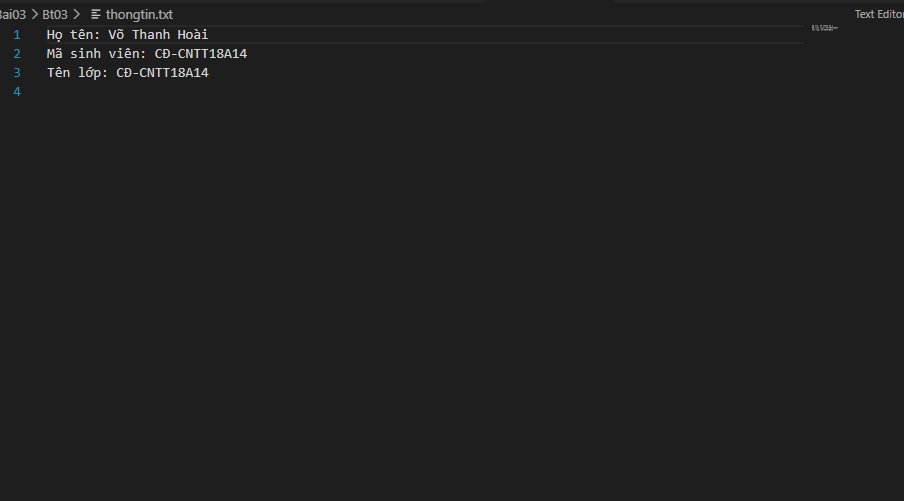 Bai03 > Bt03 > thongtin.txt
Text Editor
1 Họ tên: Võ Thanh Hoài
2 Mã sinh viên: CĐ-CNTT18A14
3 Tên lớp: CĐ-CNTT18A14
4